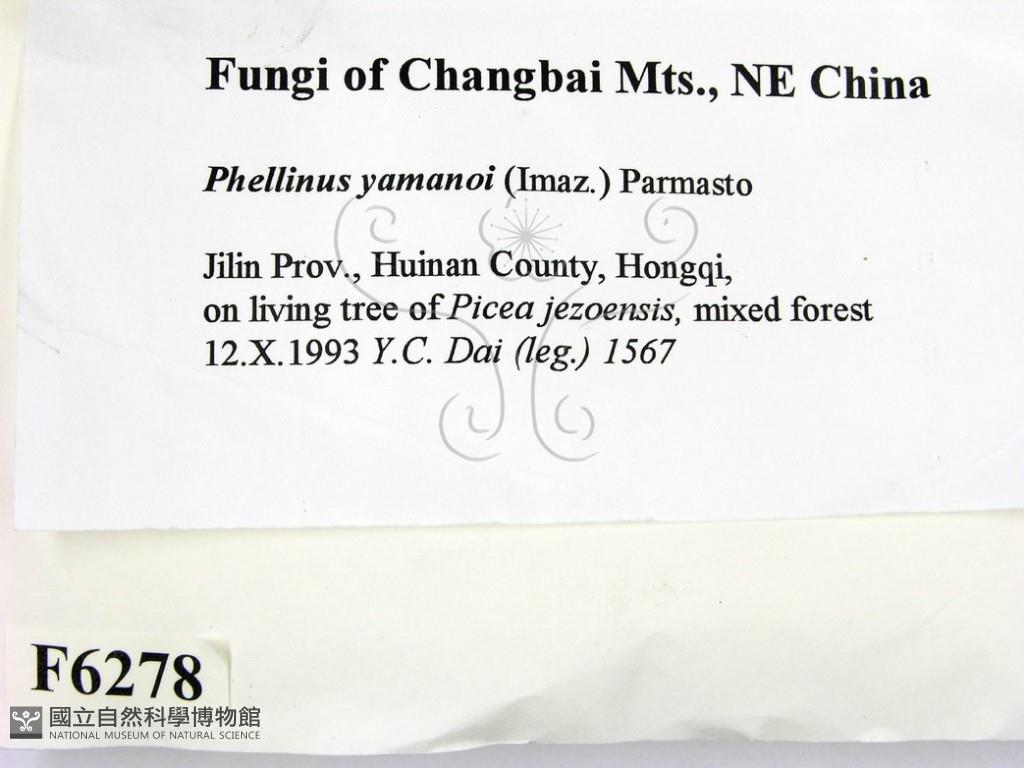 Fungi of Changbai Mts., NE China
Phellinus yamanoi (Imaz.) Parmasto
Jilin Prov., Huinan County, Hongqi,
on living tree of Picea jezoensis, mixed forest
12.X.1993 Y.C. Dai (leg.) 1567
F6278
國立自然科學博物館
NATIONAL MUSEUM OF NATURAL SCIENCE